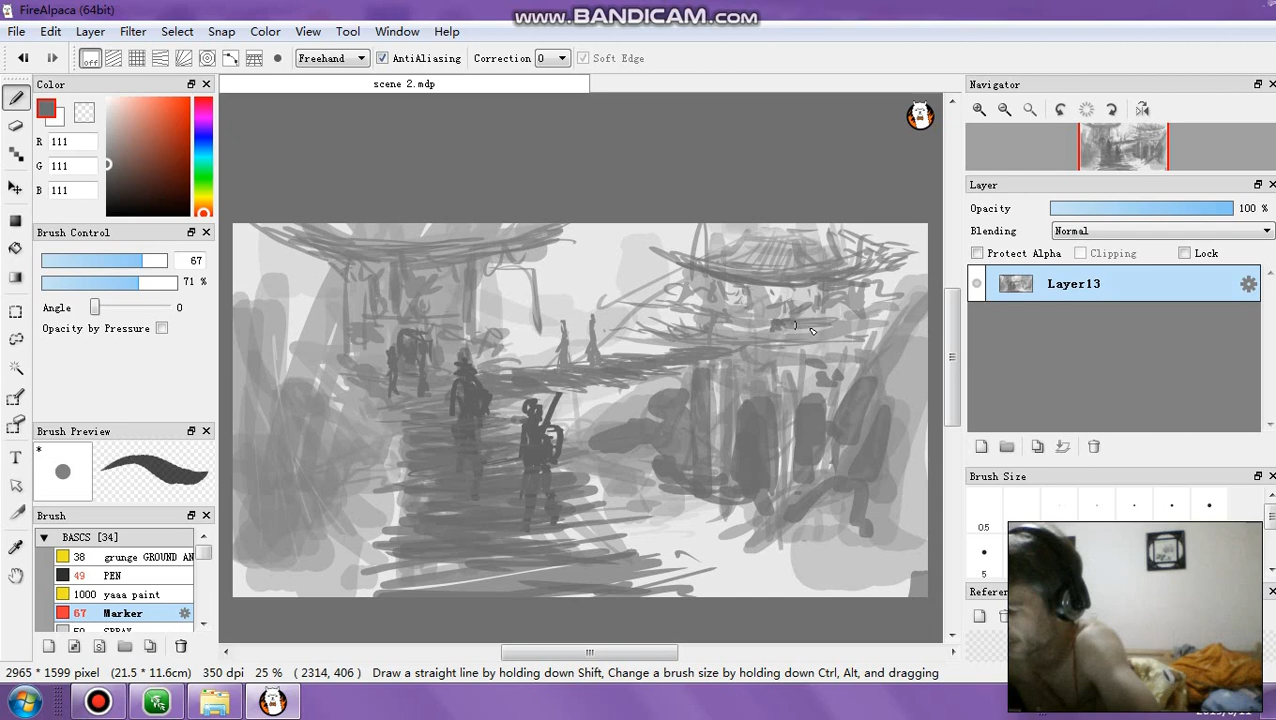 FireAlpaca (64bit)
www.BANDICAM.com
File Edit Layer Filter Select Snap Color View Tool Window Help
off Freehand AntiAliasing Correction 0 Soft Edge
Color
scene 2.mdp
Navigator
R 111
G 111
B 111
Layer
Opacity 100 %
Blending Normal
Brush Control
Protect Alpha Clipping Lock
67
71 %
Layer13
Angle 0
Opacity by Pressure
Brush Preview
*
Brush Size
Brush
0.5
BASCS [34]
38 grunge GROUND AN
49 PEN
5
1000 yaaa paint
67 Marker
SPRAY
2965 * 1599 pixel (21.5 * 11.6cm) 350 dpi 25 % ( 2314, 406 ) Draw a straight line by holding down Shift, Change a brush size by holding down Ctrl, Alt, and dragging